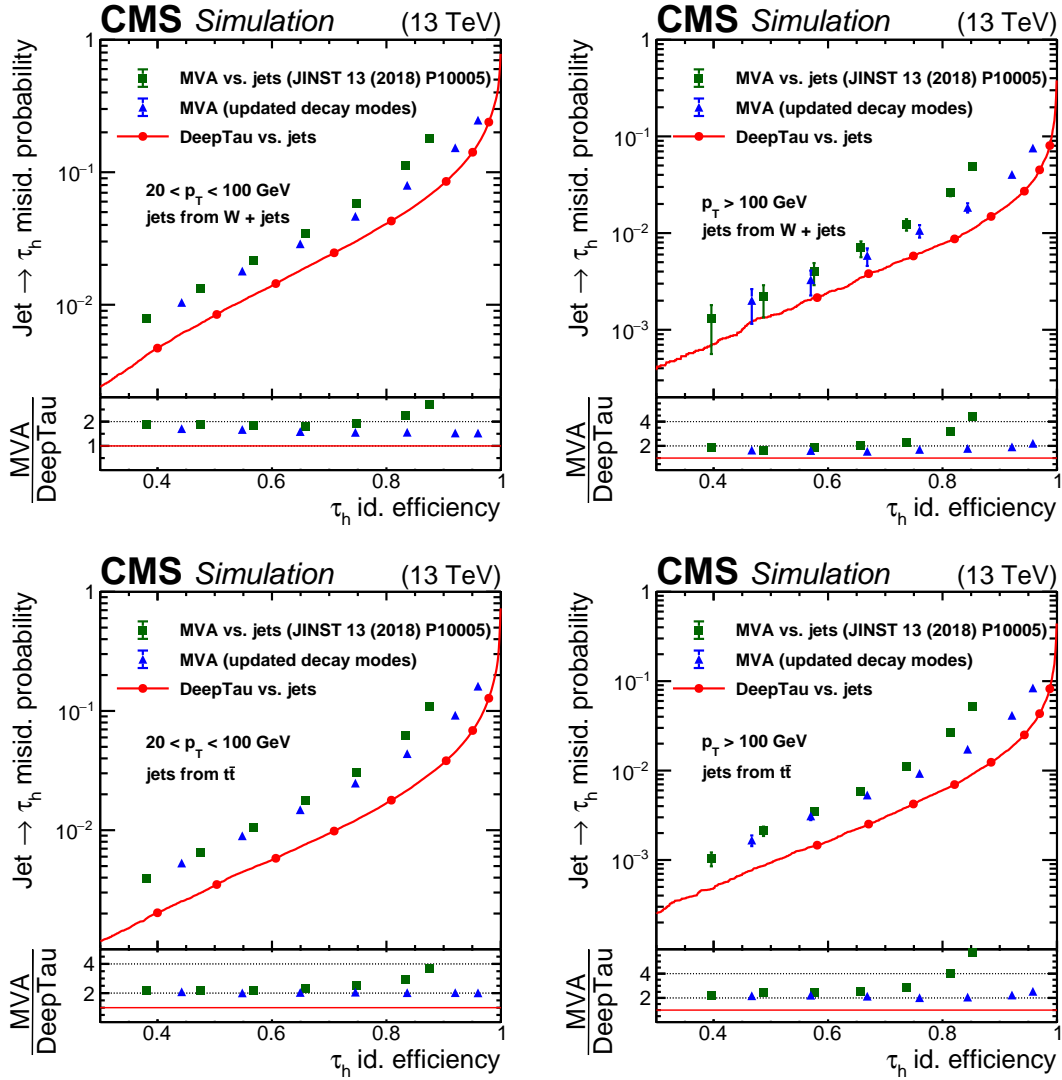 CMS Simulation (13 TeV)
Jet → τh misid. probability
1
10⁻¹
10⁻²
MVA vs. jets (JINST 13 (2018) P10005)
MVA (updated decay modes)
DeepTau vs. jets
20 < pT < 100 GeV
jets from W + jets
MVA
DeepTau
2
1
0.4 0.6 0.8 1
τh id. efficiency
CMS Simulation (13 TeV)
Jet → τh misid. probability
1
10⁻¹
10⁻²
10⁻³
MVA vs. jets (JINST 13 (2018) P10005)
MVA (updated decay modes)
DeepTau vs. jets
pT > 100 GeV
jets from W + jets
MVA
DeepTau
4
2
0.4 0.6 0.8 1
τh id. efficiency
CMS Simulation (13 TeV)
Jet → τh misid. probability
1
10⁻¹
10⁻²
MVA vs. jets (JINST 13 (2018) P10005)
MVA (updated decay modes)
DeepTau vs. jets
20 < pT < 100 GeV
jets from tt̄
MVA
DeepTau
4
2
0.4 0.6 0.8 1
τh id. efficiency
CMS Simulation (13 TeV)
Jet → τh misid. probability
1
10⁻¹
10⁻²
10⁻³
MVA vs. jets (JINST 13 (2018) P10005)
MVA (updated decay modes)
DeepTau vs. jets
pT > 100 GeV
jets from tt̄
MVA
DeepTau
4
2
0.4 0.6 0.8 1
τh id. efficiency